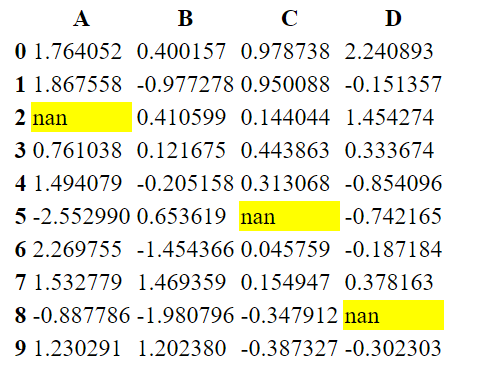 A B C D
0 1.764052 0.400157 0.978738 2.240893
1 1.867558 -0.977278 0.950088 -0.151357
2 nan 0.410599 0.144044 1.454274
3 0.761038 0.121675 0.443863 0.333674
4 1.494079 -0.205158 0.313068 -0.854096
5 -2.552990 0.653619 nan -0.742165
6 2.269755 -1.454366 0.045759 -0.187184
7 1.532779 1.469359 0.154947 0.378163
8 -0.887786 -1.980796 -0.347912 nan
9 1.230291 1.202380 -0.387327 -0.302303